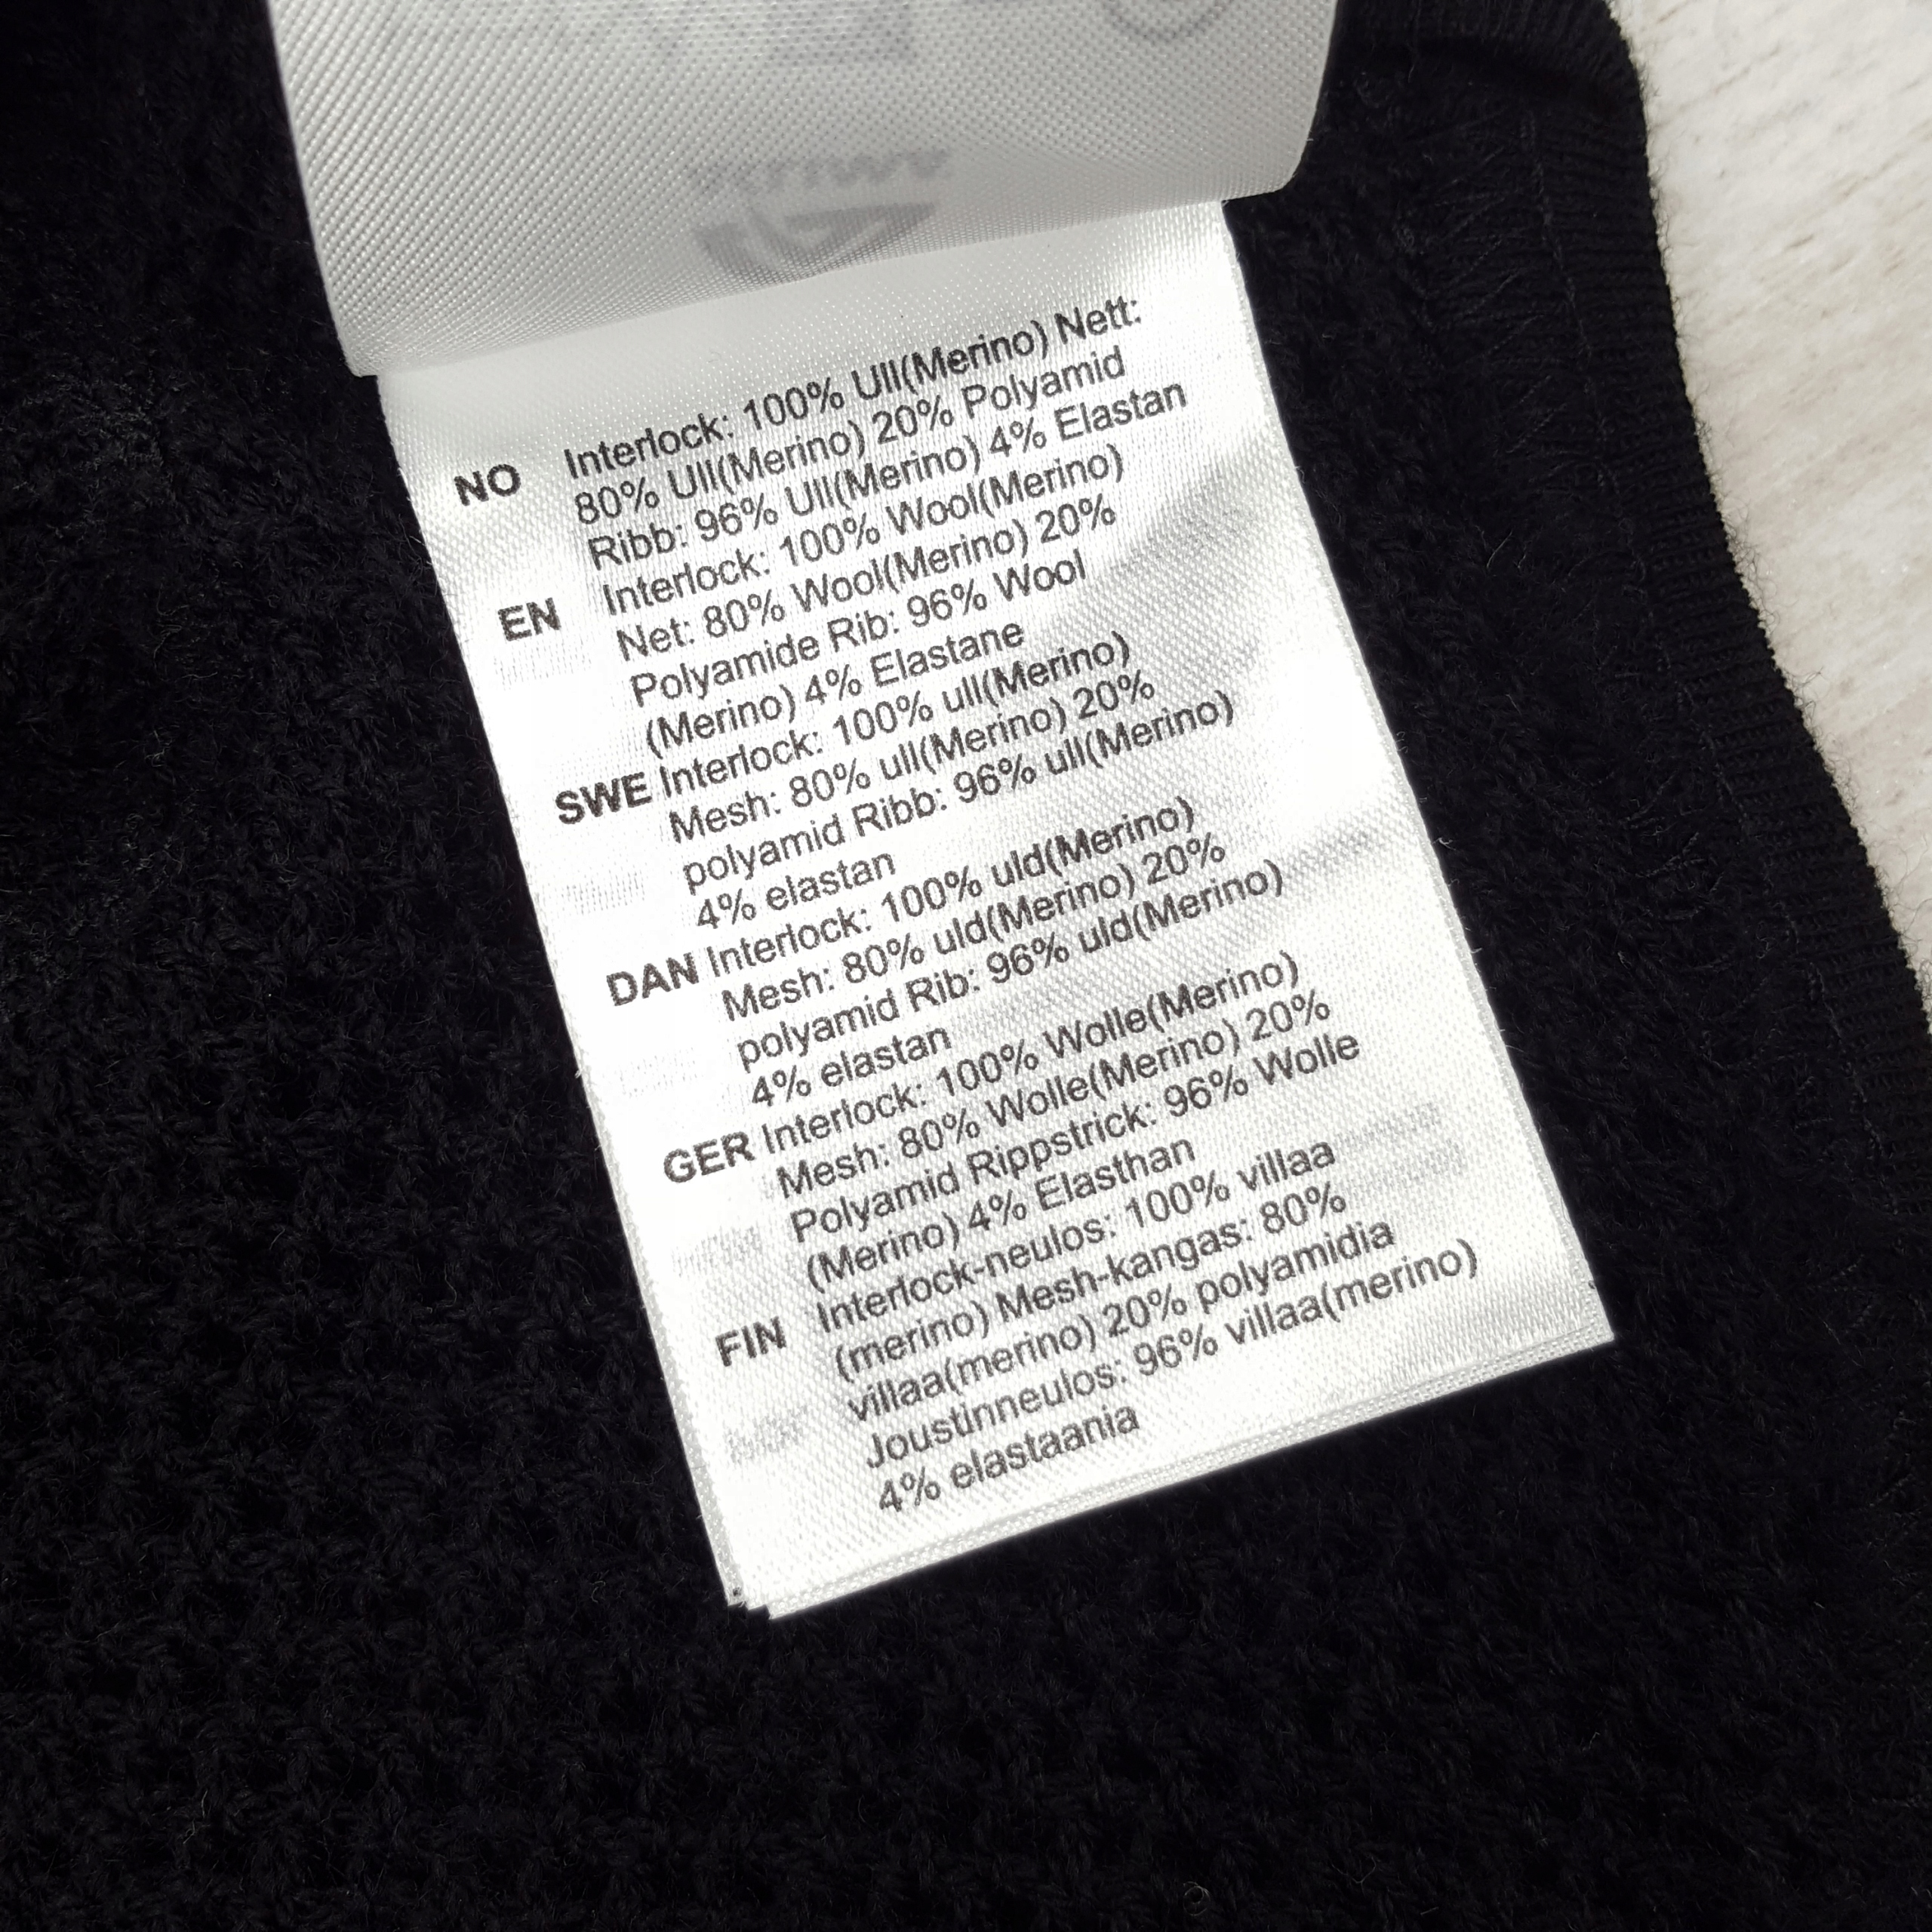 NO Interlock: 100% Ull(Merino) Nett:
80% Ull(Merino) 20% Polyamid
Ribb: 96% Ull(Merino) 4% Elastan
EN Interlock: 100% Wool(Merino)
Net: 80% Wool(Merino) 20%
Polyamide Rib: 96% Wool
(Merino) 4% Elastane
SWE Interlock: 100% ull(Merino)
Mesh: 80% ull(Merino) 20%
polyamid Ribb: 96% ull(Merino)
4% elastan
DAN Interlock: 100% uld(Merino)
Mesh: 80% uld(Merino) 20%
polyamid Rib: 96% uld(Merino)
4% elastan
GER Interlock: 100% Wolle(Merino)
Mesh: 80% Wolle(Merino) 20%
Polyamid Rippstrick: 96% Wolle
(Merino) 4% Elasthan
FIN Interlock-neulos: 100% villaa
(merino) Mesh-kangas: 80%
villaa(merino) 20% polyamidia
Joustinneulos: 96% villaa(merino)
4% elastaania